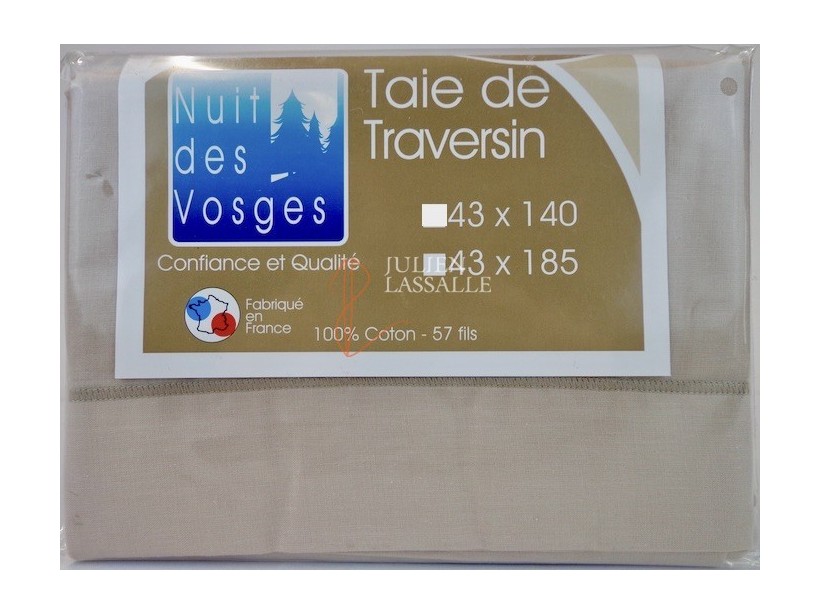 Nuit
des
Vosges
Taie de
Traversin
43 x 140
43 x 185
Confiance et Qualité
JULIEN
LASSALLE
Fabriqué
en
France
100% Coton - 57 fils